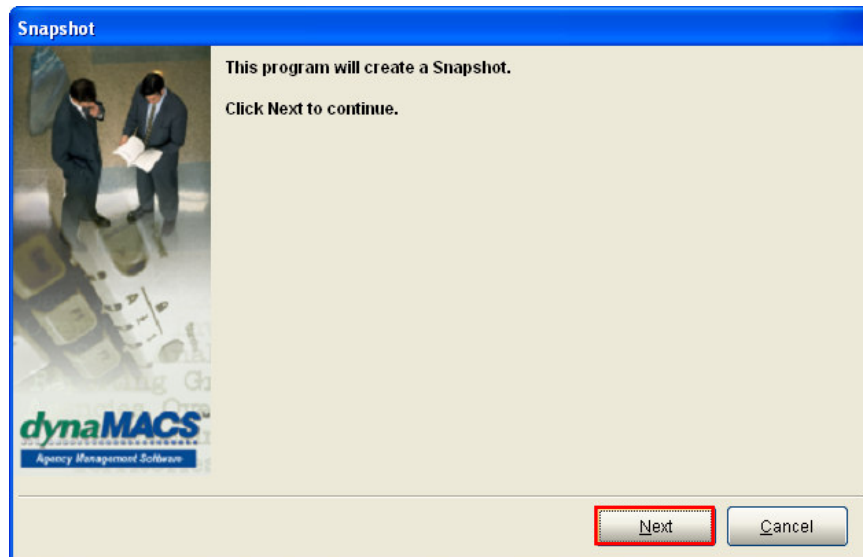 Snapshot
This program will create a Snapshot.
Click Next to continue.
dynaMACS
Agency Management Software
Next
Cancel